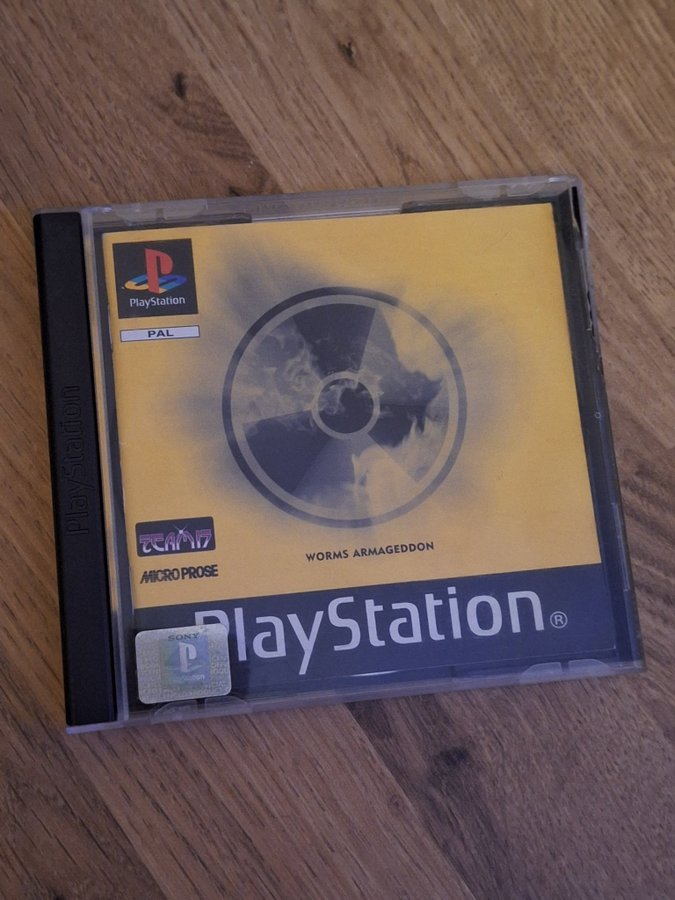 PlayStation
PAL
PlayStation
TEAM17
MICROPROSE
WORMS ARMAGEDDON
PlayStation®
SONY